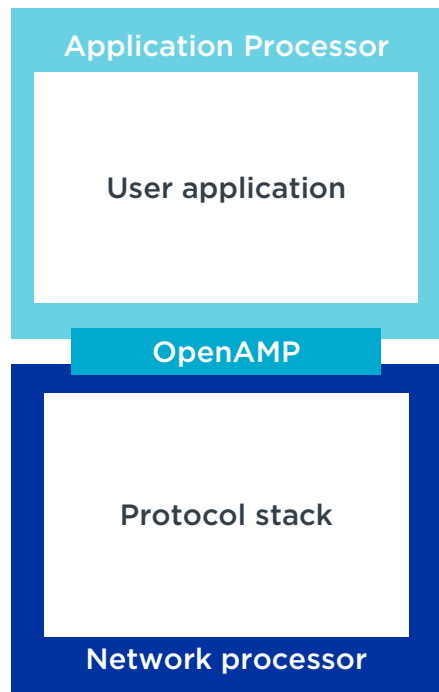 Application Processor
User application
OpenAMP
Protocol stack
Network processor